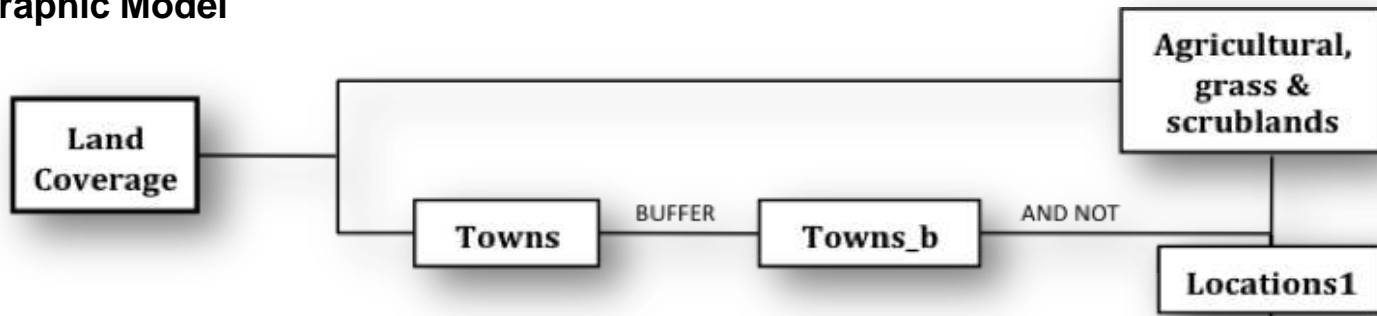 raphic Model
Agricultural,
grass &
scrublands
Land
Coverage
Towns
BUFFER
Towns_b
AND NOT
Locations1